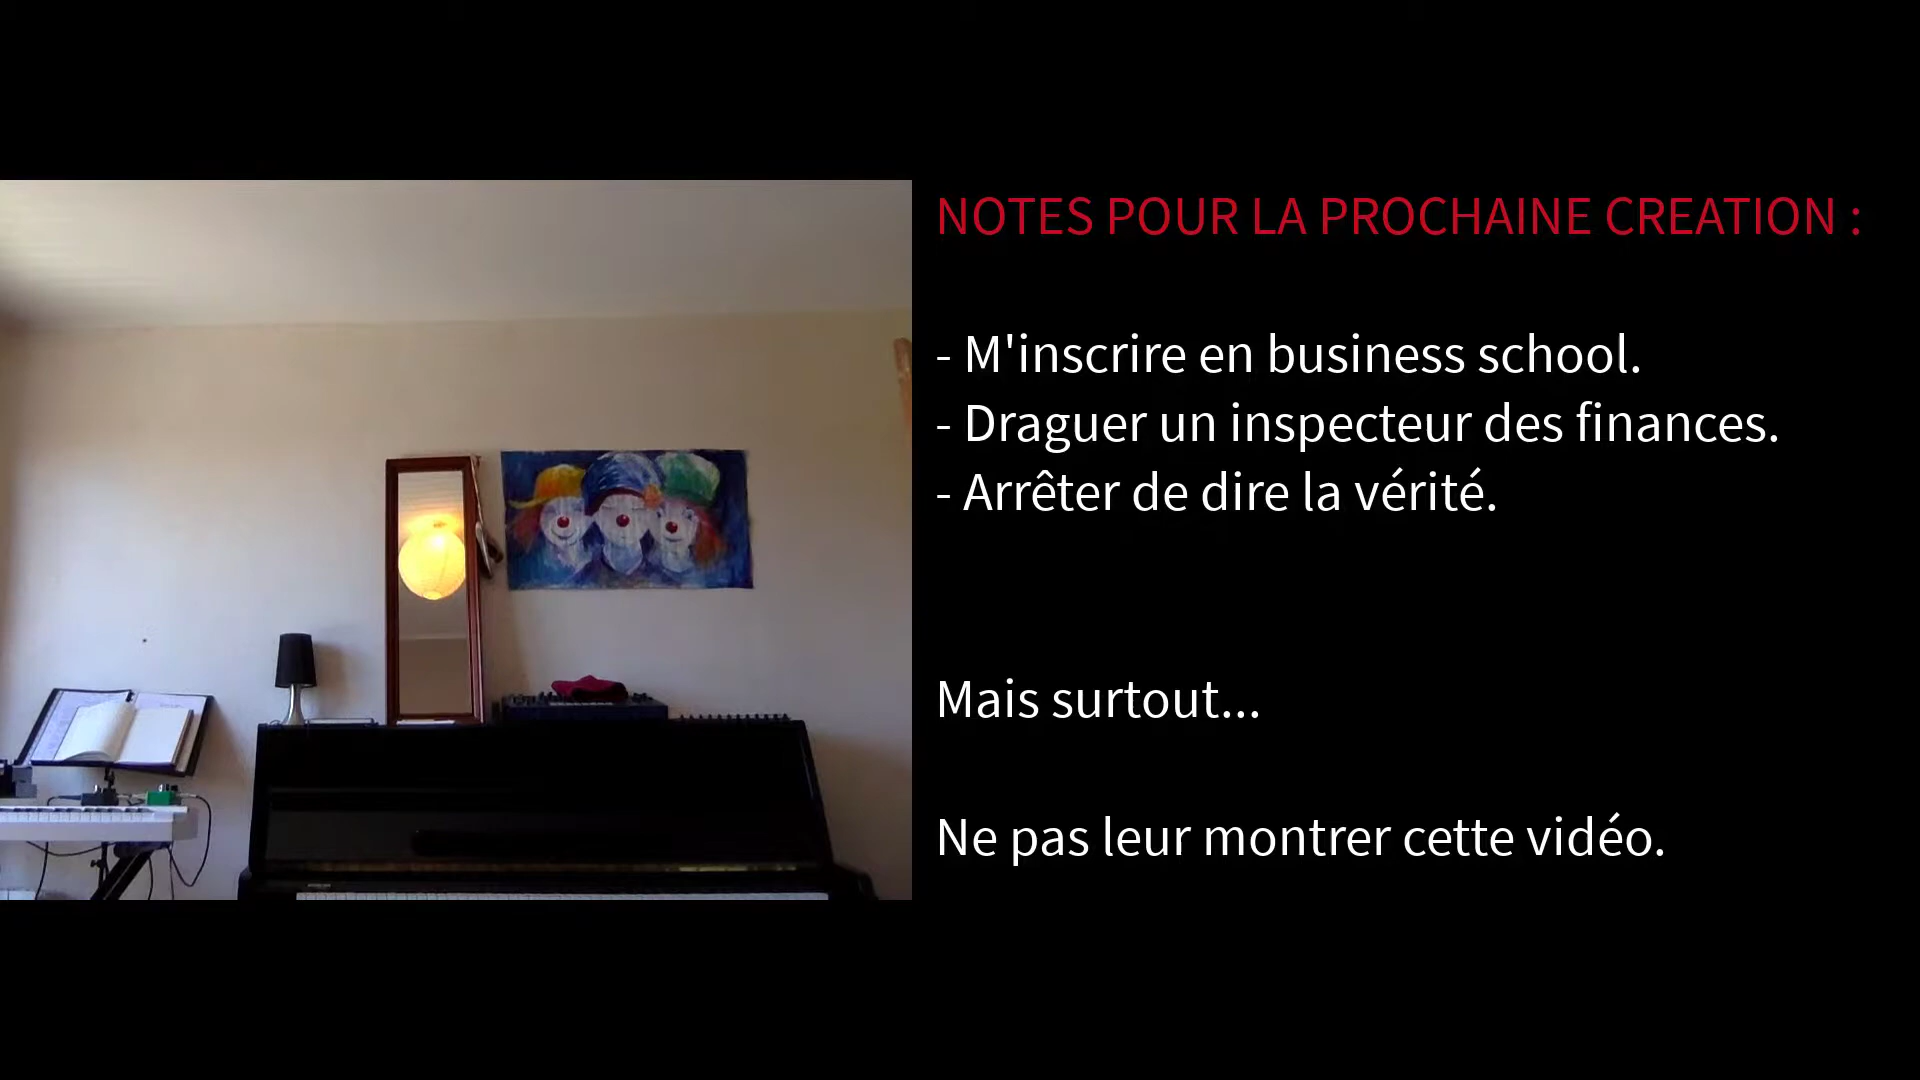 NOTES POUR LA PROCHAINE CREATION :
- M'inscrire en business school.
- Draguer un inspecteur des finances.
- Arrêter de dire la vérité.
Mais surtout...
Ne pas leur montrer cette vidéo.